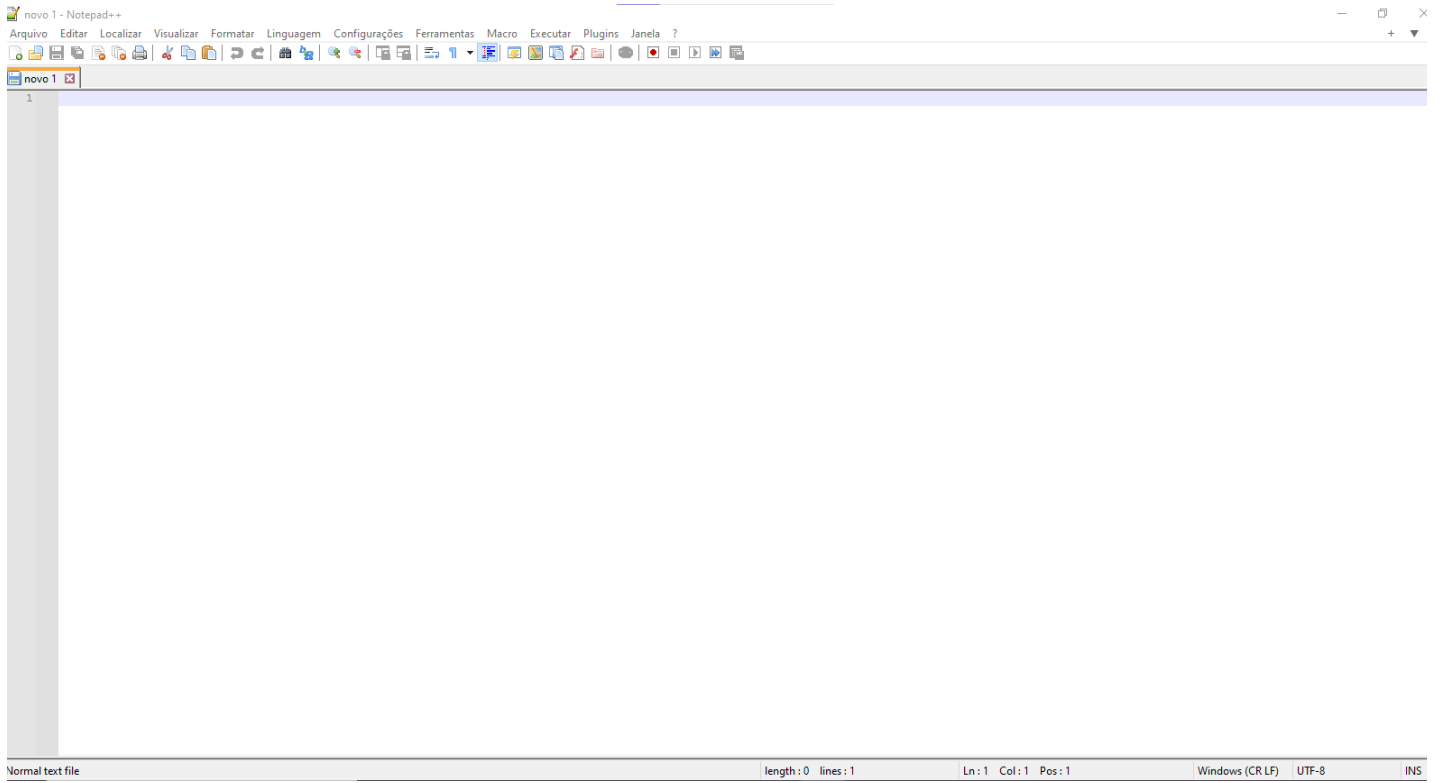 novo 1 - Notepad++
Arquivo Editar Localizar Visualizar Formatar Linguagem Configurações Ferramentas Macro Executar Plugins Janela ?
novo 1
1
Normal text file length : 0 lines : 1 Ln : 1 Col : 1 Pos : 1 Windows (CR LF) UTF-8 INS